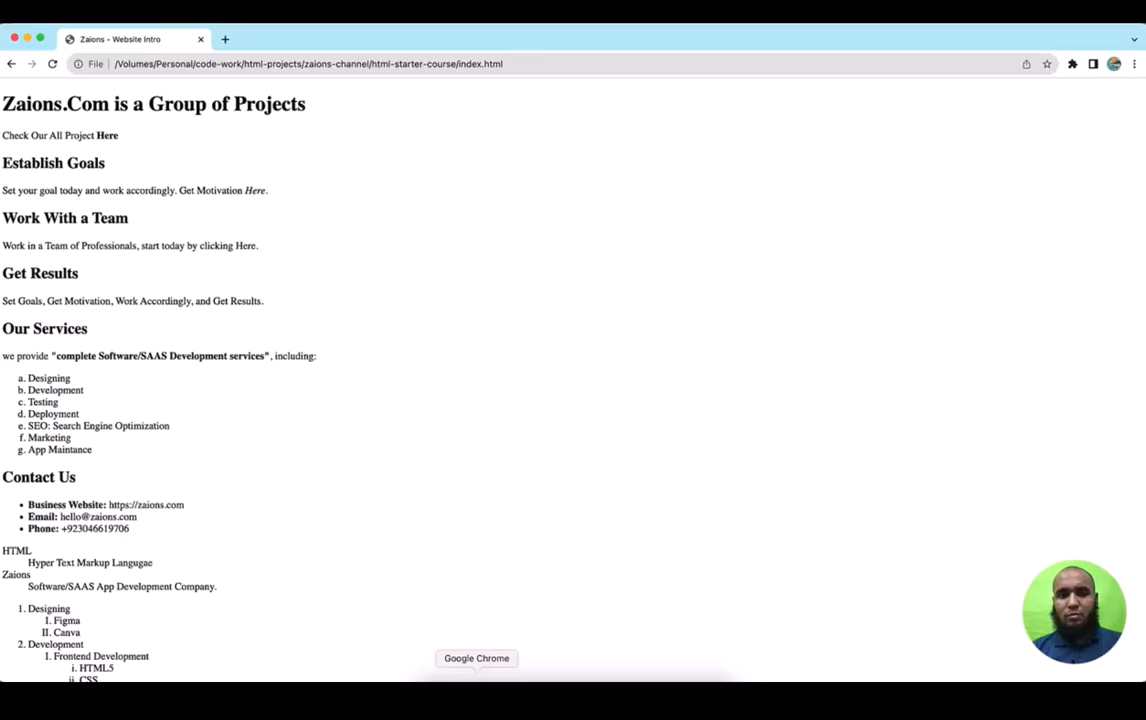 Zaions - Website Intro
File /Volumes/Personal/code-work/html-projects/zaions-channel/html-starter-course/index.html
Zaions.Com is a Group of Projects
Check Our All Project Here
Establish Goals
Set your goal today and work accordingly. Get Motivation Here.
Work With a Team
Work in a Team of Professionals, start today by clicking Here.
Get Results
Set Goals, Get Motivation, Work Accordingly, and Get Results.
Our Services
we provide "complete Software/SAAS Development services", including:
a. Designing
b. Development
c. Testing
d. Deployment
e. SEO: Search Engine Optimization
f. Marketing
g. App Maintance
Contact Us
• Business Website: https://zaions.com
• Email: hello@zaions.com
• Phone: +923046619706
HTML
Hyper Text Markup Langugae
Zaions
Software/SAAS App Development Company.
1. Designing
I. Figma
II. Canva
2. Development
I. Frontend Development
i. HTML5
ii. CSS
Google Chrome